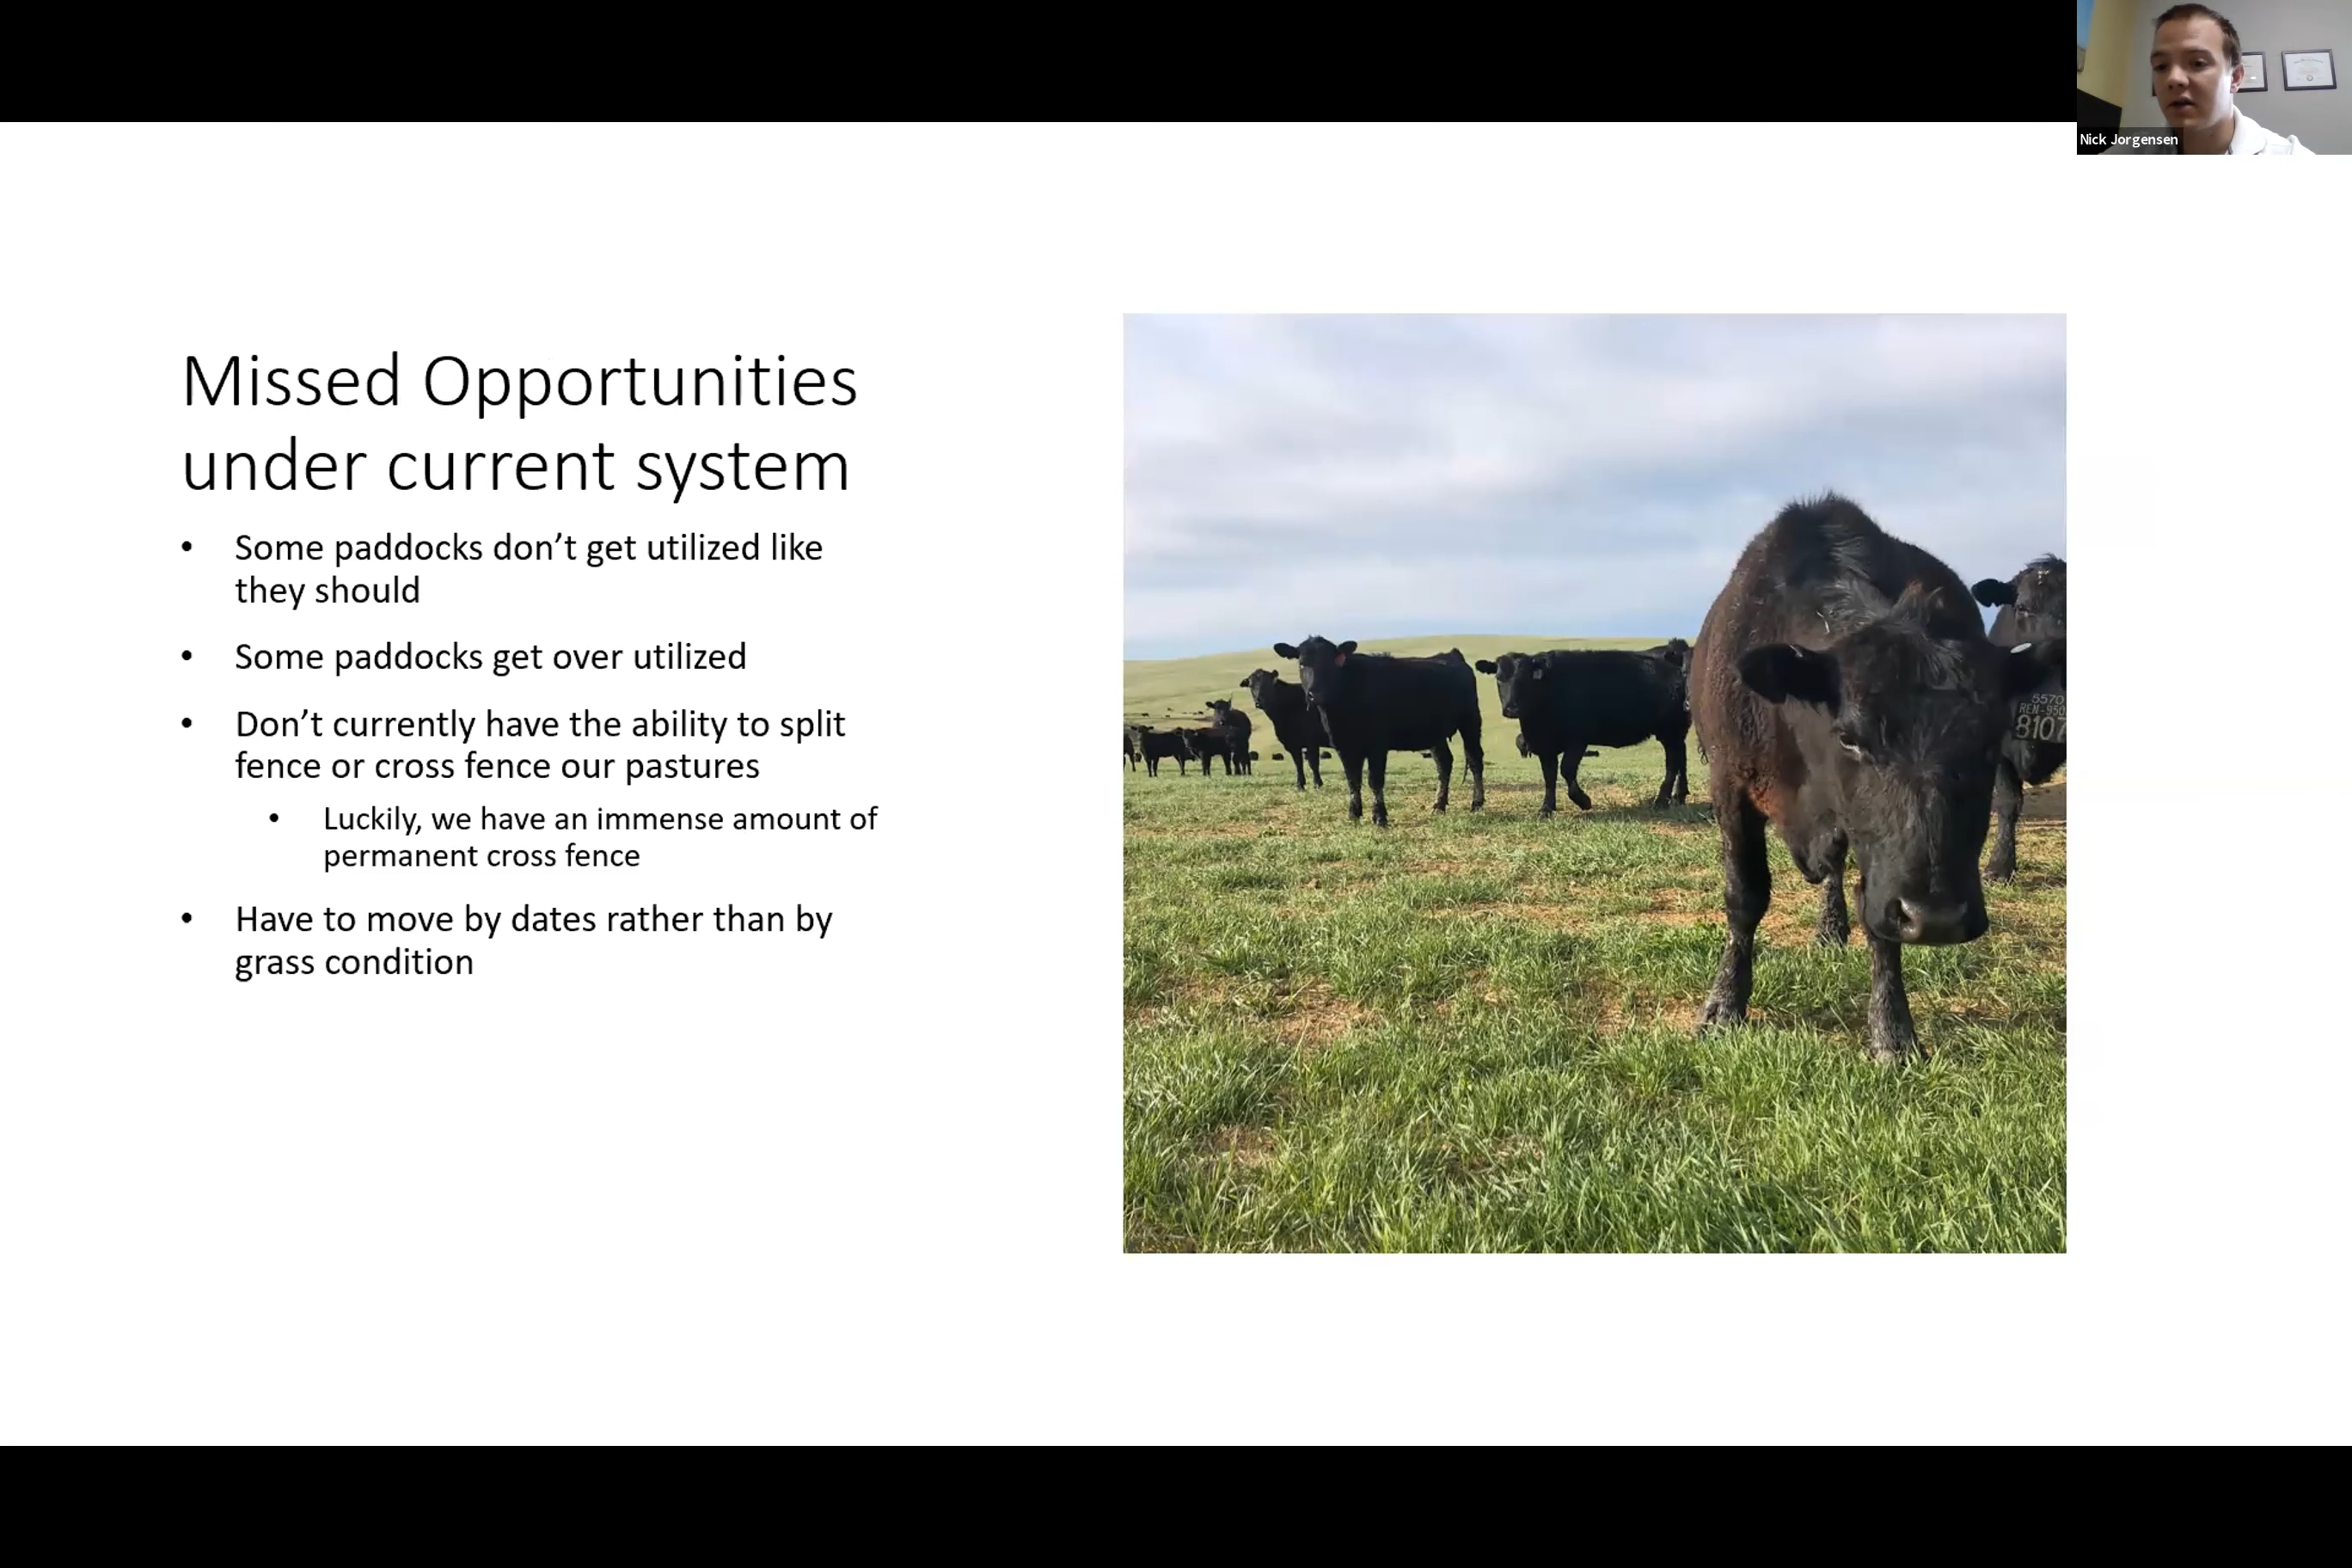 Nick Jorgensen
Missed Opportunities
under current system
• Some paddocks don’t get utilized like
they should
• Some paddocks get over utilized
• Don’t currently have the ability to split
fence or cross fence our pastures
• Luckily, we have an immense amount of
permanent cross fence
• Have to move by dates rather than by
grass condition
5570
8107